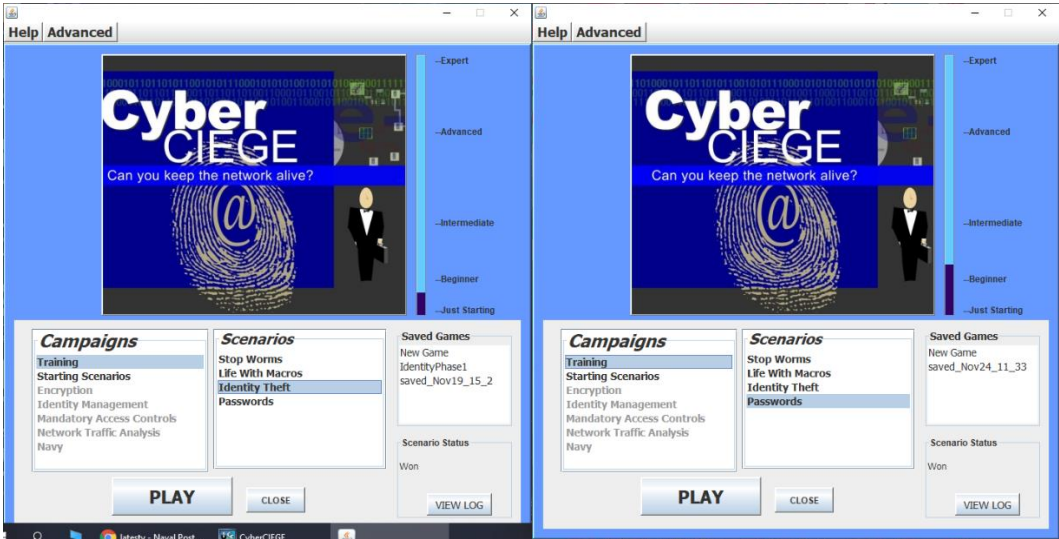 Help Advanced
1000101101101011001010110001001010101010000011111
Cyber
CIEGE
Can you keep the network alive?
@
--Expert
--Advanced
--Intermediate
--Beginner
--Just Starting
Campaigns
Training
Starting Scenarios
Encryption
Identity Management
Mandatory Access Controls
Network Traffic Analysis
Navy
Scenarios
Stop Worms
Life With Macros
Identity Theft
Passwords
Saved Games
New Game
IdentityPhase1
saved_Nov19_15_2
Scenario Status
Won
PLAY
CLOSE
VIEW LOG
latesty - Naval Post
CyberCIEGE
Help Advanced
Cyber
CIEGE
Can you keep the network alive?
@
--Expert
--Advanced
--Intermediate
--Beginner
--Just Starting
Campaigns
Training
Starting Scenarios
Encryption
Identity Management
Mandatory Access Controls
Network Traffic Analysis
Navy
Scenarios
Stop Worms
Life With Macros
Identity Theft
Passwords
Saved Games
New Game
saved_Nov24_11_33
Scenario Status
Won
PLAY
CLOSE
VIEW LOG